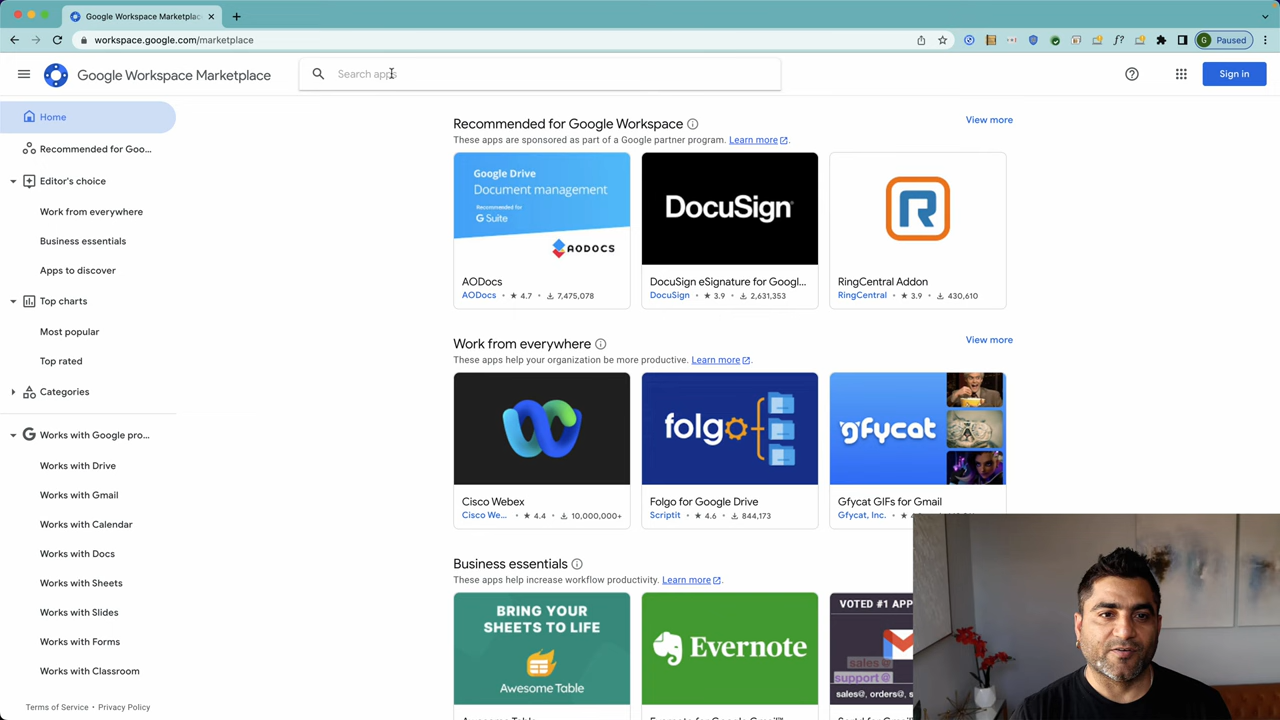 Google Workspace Marketplac
workspace.google.com/marketplace
Paused
Google Workspace Marketplace
Search apps
Sign in
Home
Recommended for Goo...
Editor's choice
Work from everywhere
Business essentials
Apps to discover
Top charts
Most popular
Top rated
Categories
Works with Google pro...
Works with Drive
Works with Gmail
Works with Calendar
Works with Docs
Works with Sheets
Works with Slides
Works with Forms
Works with Classroom
Terms of Service • Privacy Policy
Recommended for Google Workspace
View more
These apps are sponsored as part of a Google partner program. Learn more.
Google Drive
Document management
Recommended for
G Suite
AODOCS
DocuSign
R
AODocs
AODocs • ★ 4.7 • 7,475,078
DocuSign eSignature for Googl...
DocuSign • ★ 3.9 • 2,631,353
RingCentral Addon
RingCentral • ★ 3.9 • 430,610
Work from everywhere
View more
These apps help your organization be more productive. Learn more.
folgo
gfycat
Cisco Webex
Cisco We... • ★ 4.4 • 10,000,000+
Folgo for Google Drive
Scriptit • ★ 4.6 • 844,173
Gfycat GIFs for Gmail
Gfycat, Inc. • ★
Business essentials
These apps help increase workflow productivity. Learn more.
BRING YOUR
SHEETS TO LIFE
Awesome Table
Evernote
VOTED #1 APP
sales@
support@
sales@, orders@, s